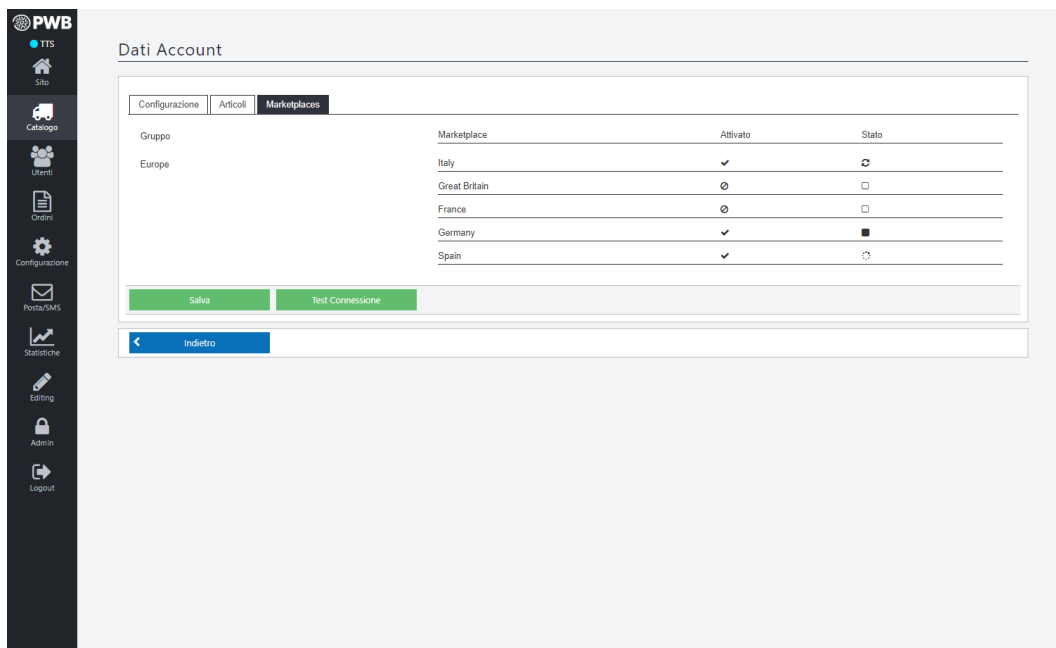 PWB
TTS
Sito
Catalogo
Utenti
Ordini
Configurazione
Posta/SMS
Statistiche
Editing
Admin
Logout
Dati Account
Configurazione Articoli Marketplaces
Gruppo Marketplace Attivato Stato
Europe Italy
Great Britain
France
Germany
Spain
Salva Test Connessione
Indietro